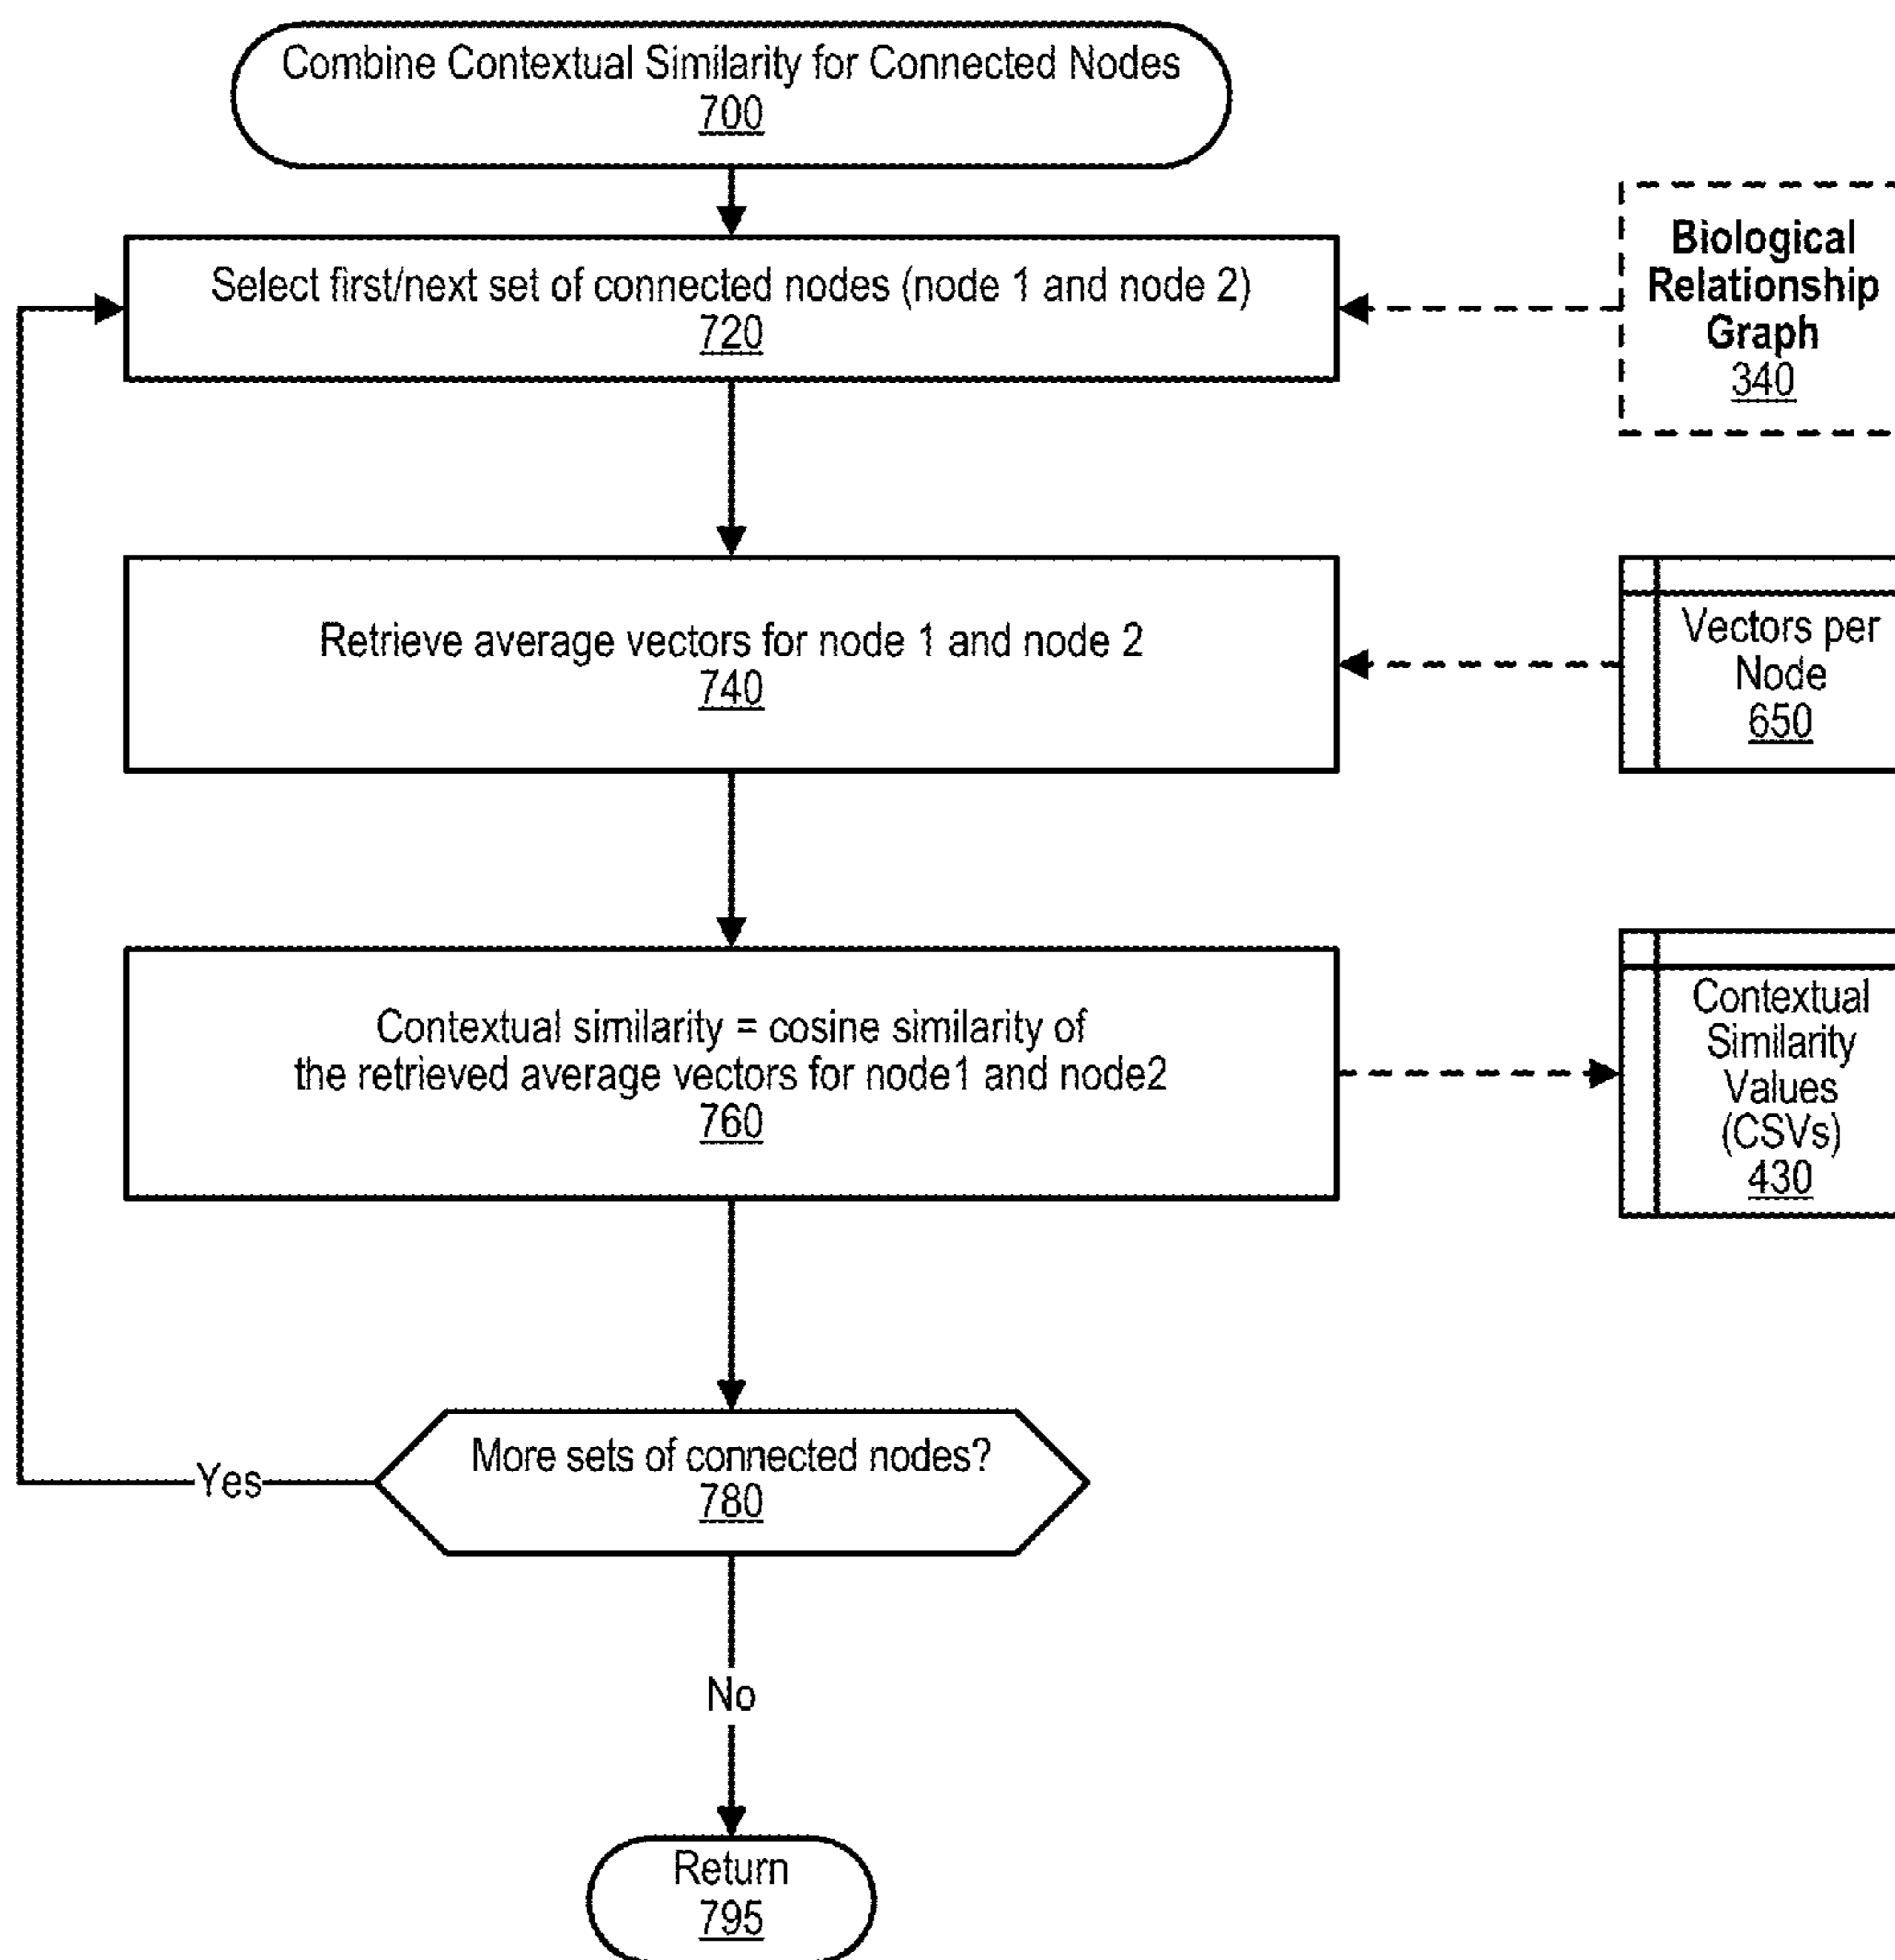 Combine Contextual Similarity for Connected Nodes
700
Select first/next set of connected nodes (node 1 and node 2)
720
Biological
Relationship
Graph
340
Retrieve average vectors for node 1 and node 2
740
Vectors per
Node
650
Contextual similarity = cosine similarity of
the retrieved average vectors for node1 and node2
760
Contextual
Similarity
Values
(CSVs)
430
More sets of connected nodes?
780
Yes
No
Return
795